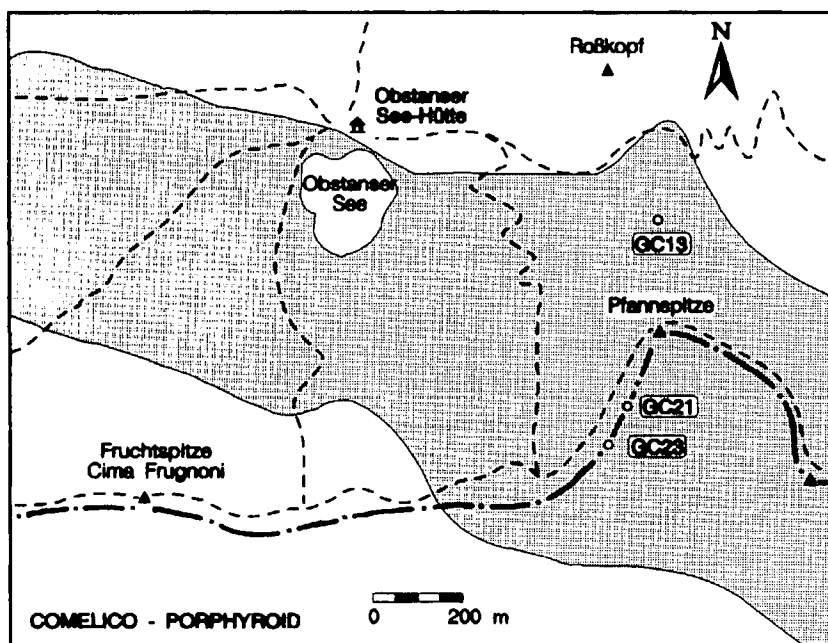 Roßkopf
N
Obstanser
See-Hütte
Obstanser
See
GC13
Pfannspitze
GC21
GC23
Fruchtspitze
Cima Frugnoni
COMELICO - PORPHYROID
0 200 m